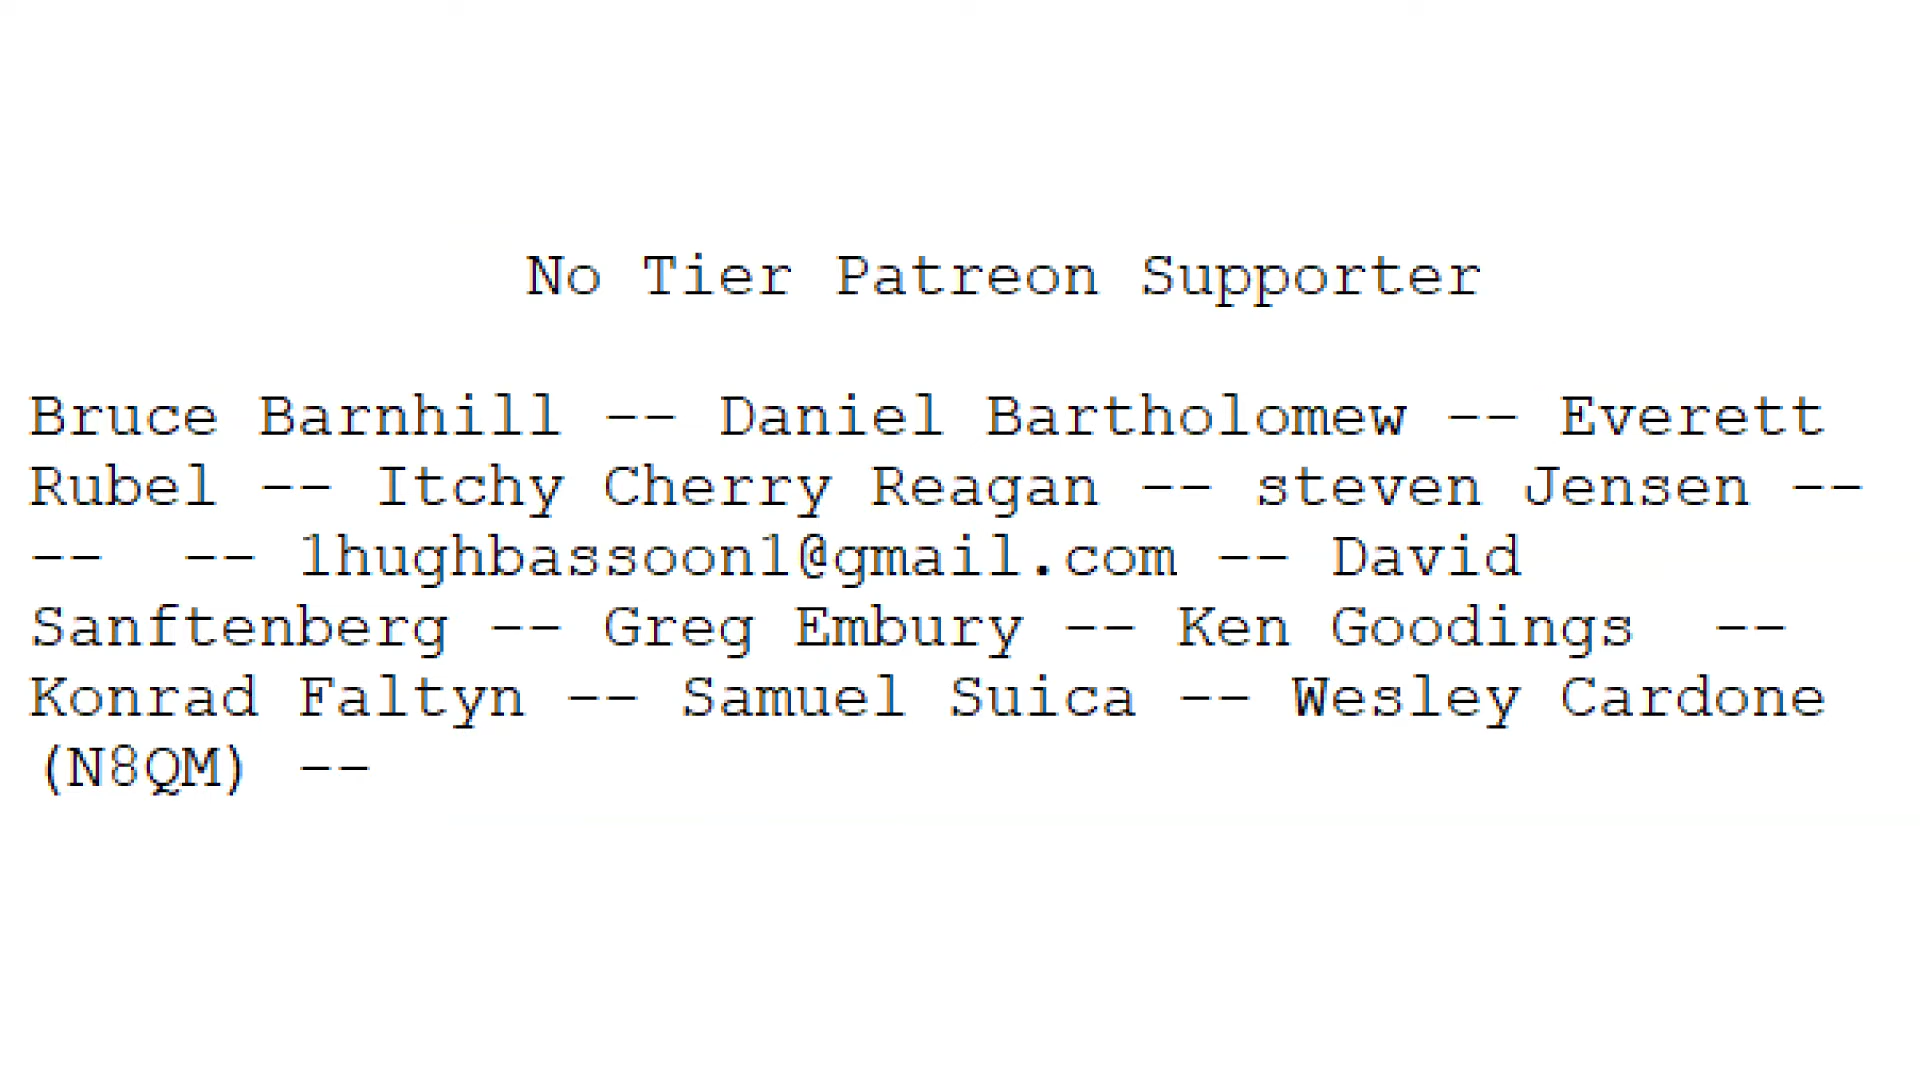 No Tier Patreon Supporter
Bruce Barnhill -- Daniel Bartholomew -- Everett
Rubel -- Itchy Cherry Reagan -- steven Jensen --
--  -- 1hughbassoon1@gmail.com -- David
Sanftenberg -- Greg Embury -- Ken Goodings  --
Konrad Faltyn -- Samuel Suica -- Wesley Cardone
(N8QM) --